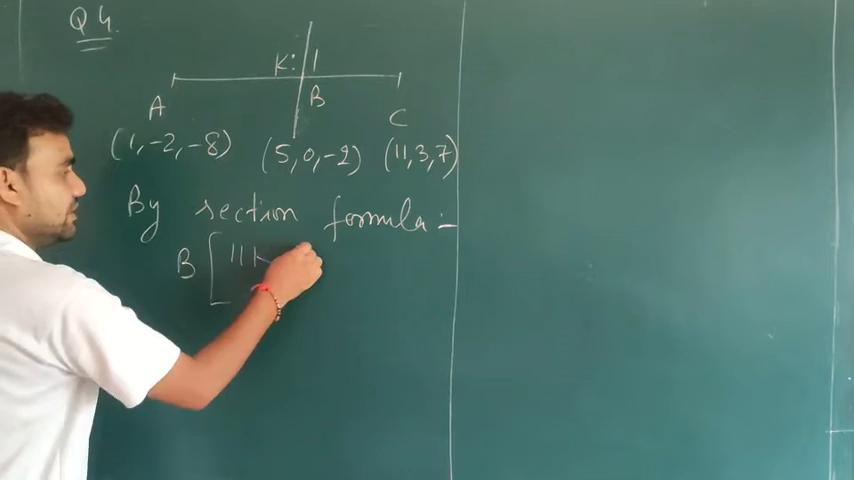 Q4.
K:1
A B C
(1,-2,-8) (5,0,-2) (11,3,7)
By section formula:-
B [ 11K